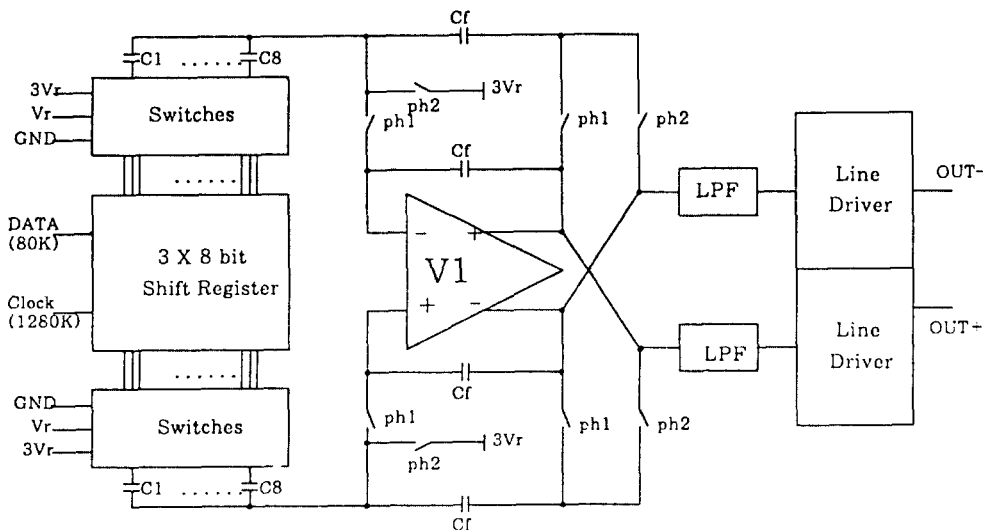 Cf
C1
......
C8
3Vr
Vr
GND
Switches
ph2
3Vr
ph1
ph1
ph2
Cf
......
DATA
(80K)
3 X 8 bit
Shift Register
Clock
(1280K)
V1
− +
+ −
LPF
Line
Driver
OUT-
LPF
Line
Driver
OUT+
......
Cf
GND
Vr
3Vr
Switches
ph1
3Vr
ph2
ph1
ph2
C1
......
C8
Cf